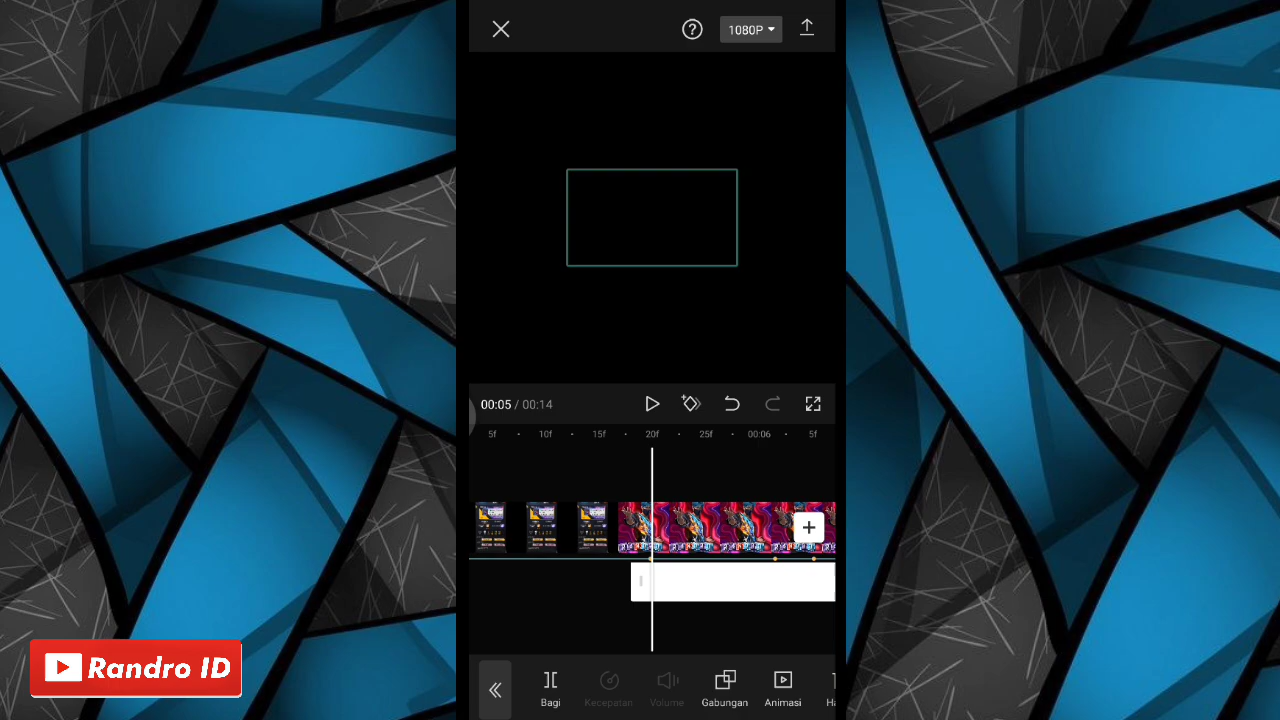 1080P
00:05 / 00:14
5f 10f 15f 20f 25f 00:06 5f
Bagi Kecepatan Volume Gabungan Animasi
Randro ID